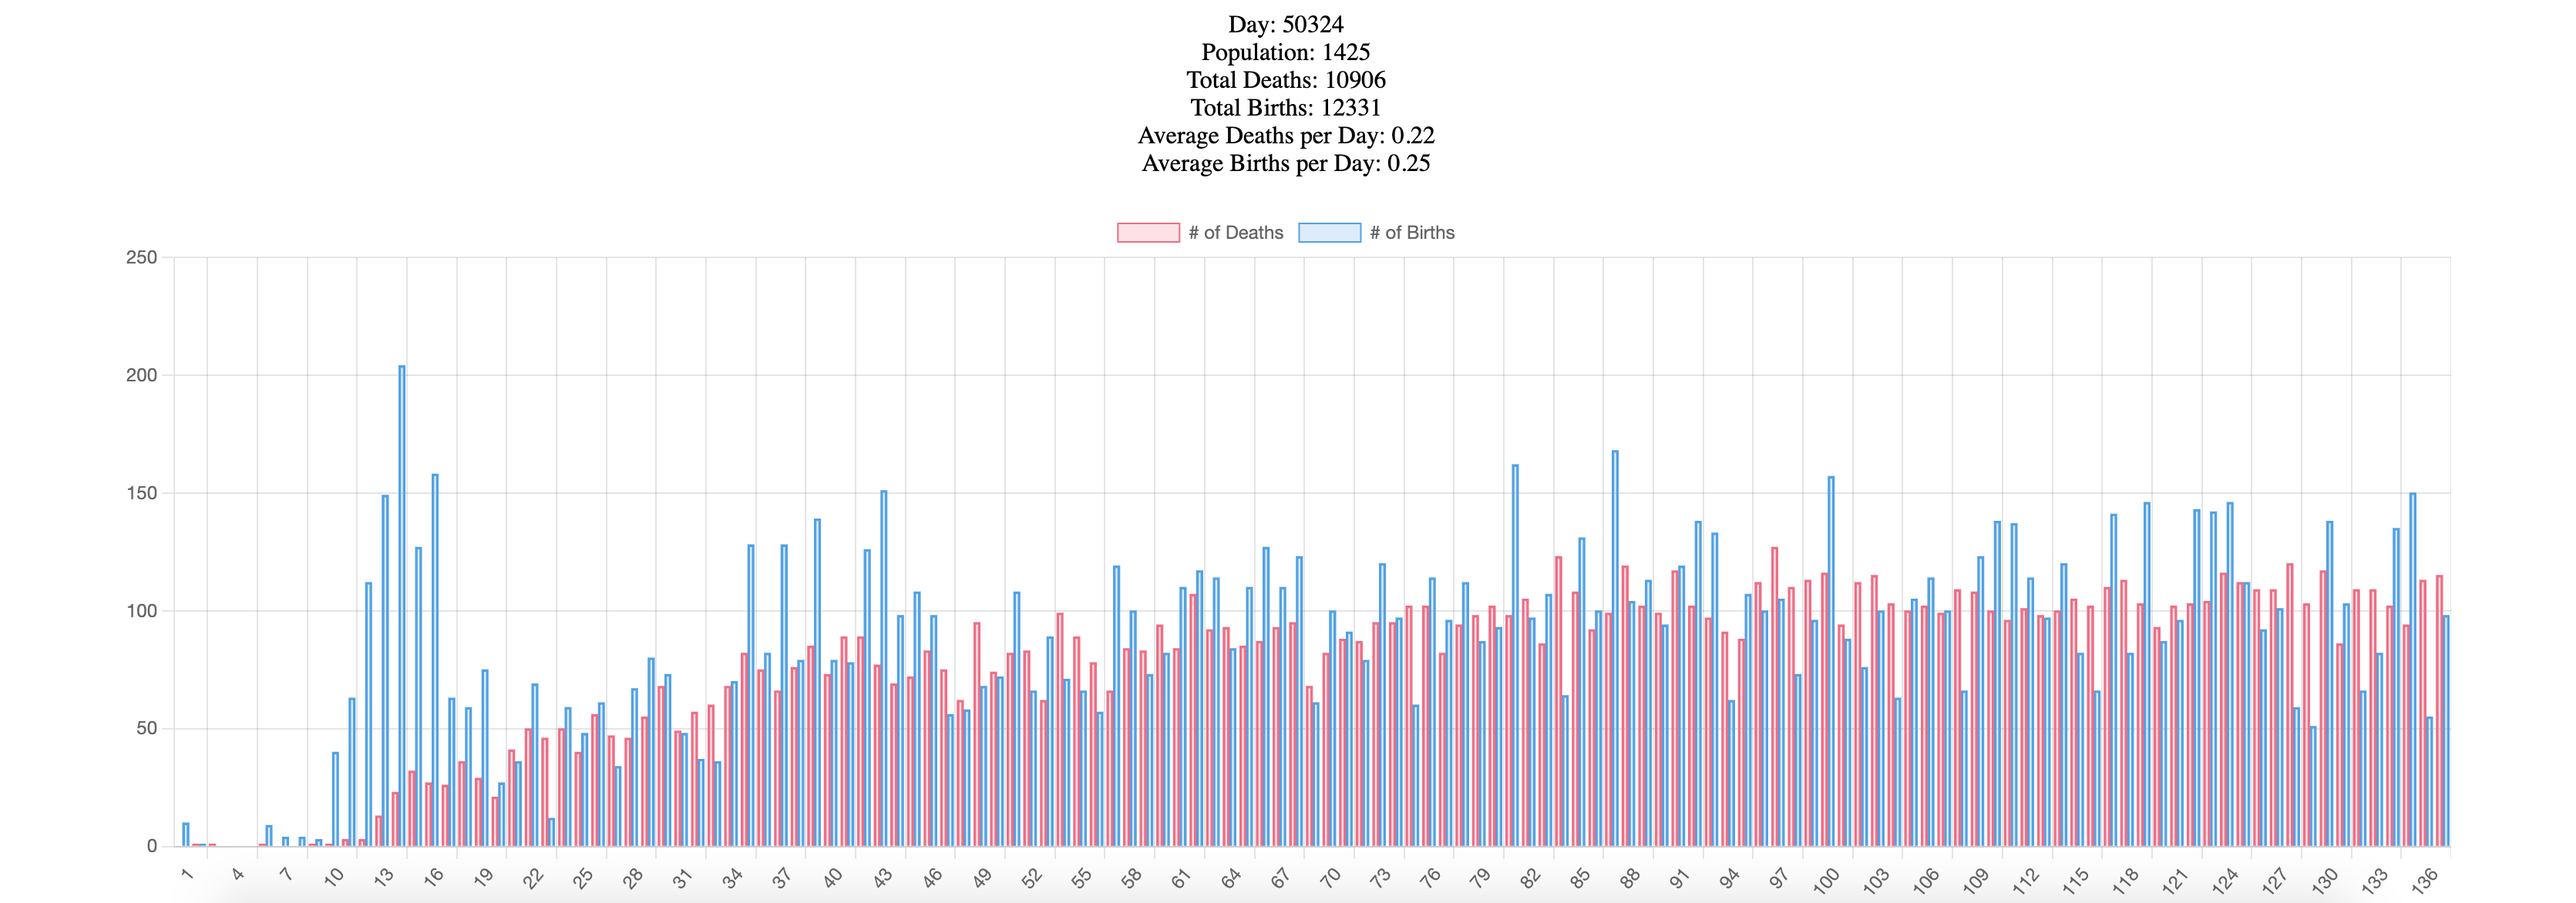 Day: 50324
Population: 1425
Total Deaths: 10906
Total Births: 12331
Average Deaths per Day: 0.22
Average Births per Day: 0.25
# of Deaths # of Births
250
200
150
100
50
0
1 4 7 10 13 16 19 22 25 28 31 34 37 40 43 46 49 52 55 58 61 64 67 70 73 76 79 82 85 88 91 94 97 100 103 106 109 112 115 118 121 124 127 130 133 136